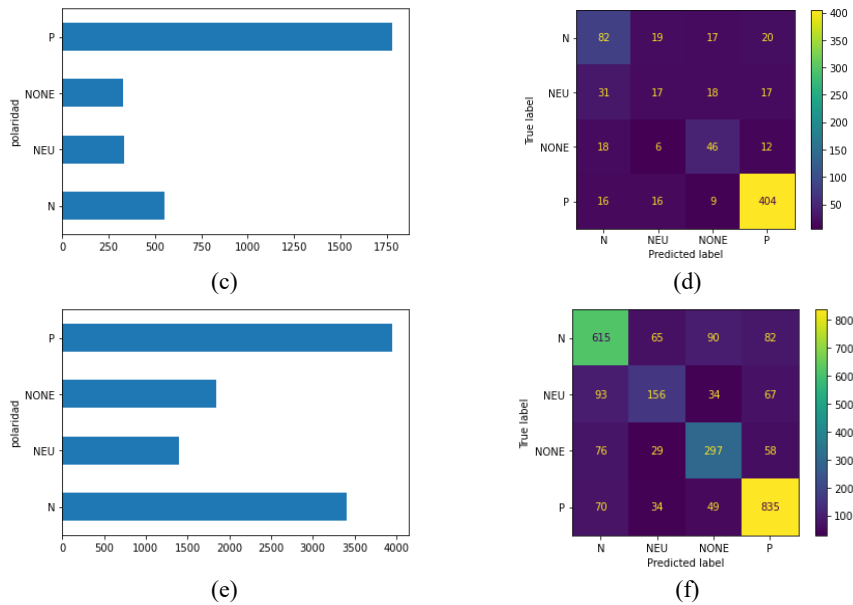 polaridad
P
NONE
NEU
N
0 250 500 750 1000 1250 1500 1750
(c)
True label
N 82 19 17 20
NEU 31 17 18 17
NONE 18 6 46 12
P 16 16 9 404
N NEU NONE P
Predicted label
400
350
300
250
200
150
100
50
(d)
polaridad
P
NONE
NEU
N
0 500 1000 1500 2000 2500 3000 3500 4000
(e)
True label
N 615 65 90 82
NEU 93 156 34 67
NONE 76 29 297 58
P 70 34 49 835
N NEU NONE P
Predicted label
800
700
600
500
400
300
200
100
(f)